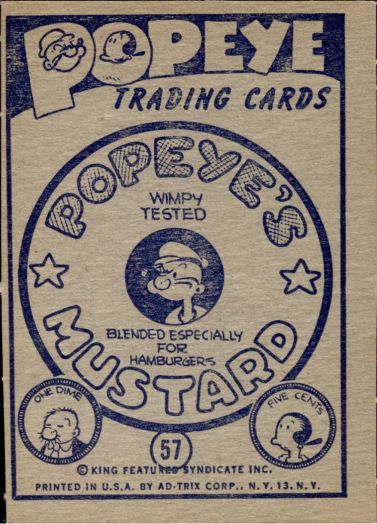 POPEYE
TRADING CARDS
POPEYE'S
WIMPY
TESTED
BLENDED ESPECIALLY
FOR
HAMBURGERS
MUSTARD
ONE DIME
FIVE CENTS
57
© KING FEATURES SYNDICATE INC.
PRINTED IN U.S.A. BY AD-TRIX CORP., N.Y. 13, N.Y.